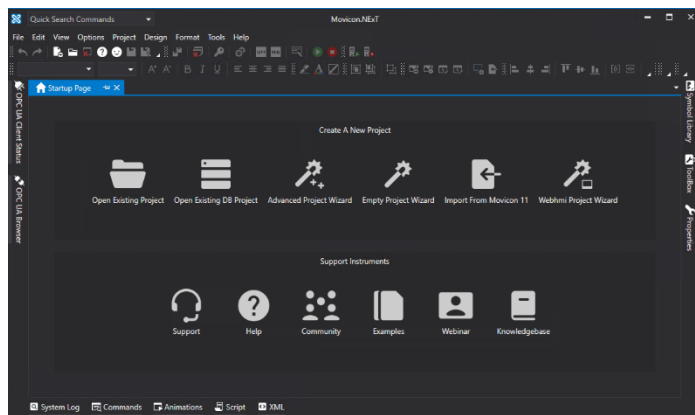 Quick Search Commands
Movicon.NExT
File Edit View Options Project Design Format Tools Help
Startup Page
OPC UA Client Status
OPC UA Browser
Create A New Project
Open Existing Project Open Existing DB Project Advanced Project Wizard Empty Project Wizard Import From Movicon 11 Webhmi Project Wizard
Support Instruments
Support Help Community Examples Webinar Knowledgebase
Symbol Library
ToolBox
Properties
System Log Commands Animations Script XML